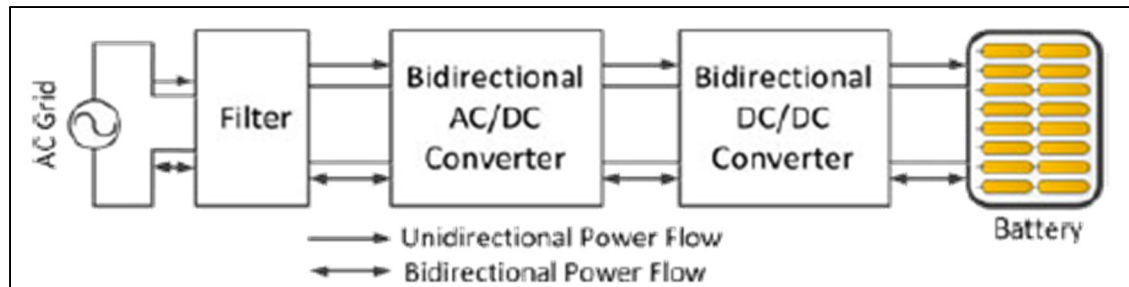 AC Grid
Filter
Bidirectional
AC/DC
Converter
Bidirectional
DC/DC
Converter
Battery
Unidirectional Power Flow
Bidirectional Power Flow